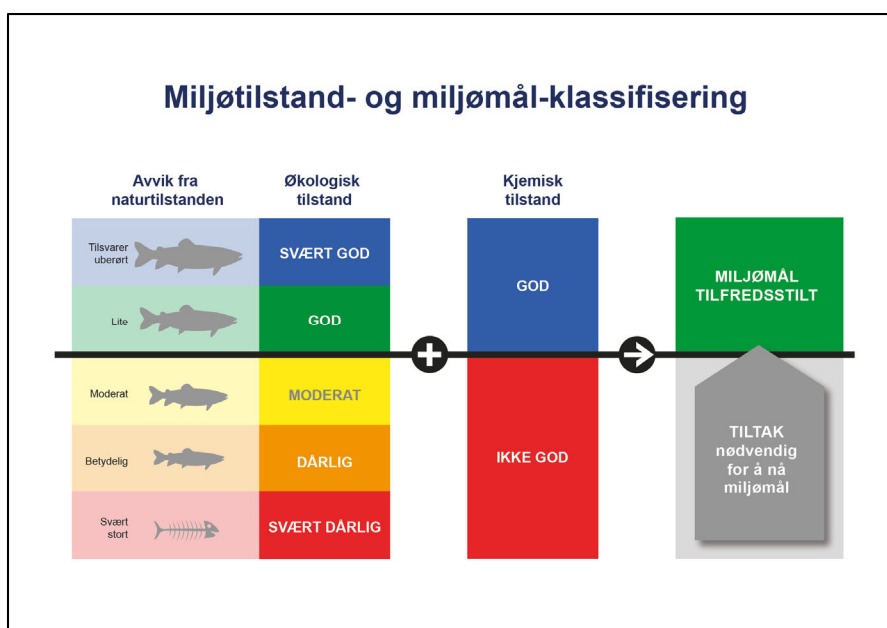 Miljøtilstand- og miljømål-klassifisering
Avvik fra
naturtilstanden
Økologisk
tilstand
Kjemisk
tilstand
Tilsvarer
uberørt
SVÆRT GOD
Lite
GOD
GOD
MILJØMÅL
TILFREDSSTILT
Moderat
MODERAT
Betydelig
DÅRLIG
IKKE GOD
Svært
stort
SVÆRT DÅRLIG
TILTAK
nødvendig
for å nå
miljømål